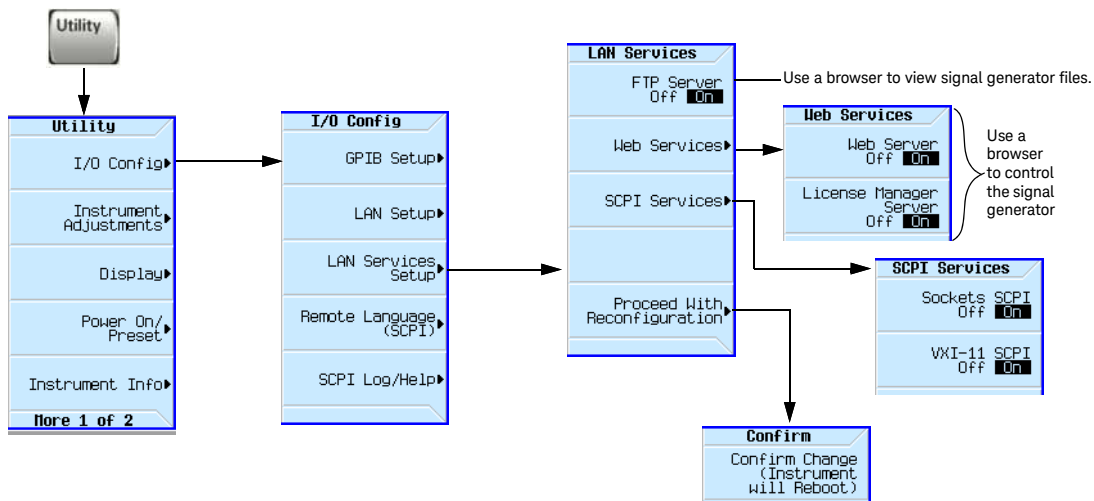 Utility
Utility
I/O Config
Instrument
Adjustments
Display
Power On/
Preset
Instrument Info
More 1 of 2
I/O Config
GPIB Setup
LAN Setup
LAN Services
Setup
Remote Language
(SCPI)
SCPI Log/Help
LAN Services
FTP Server
Off On
Web Services
SCPI Services
Proceed With
Reconfiguration
Use a browser to view signal generator files.
Web Services
Web Server
Off On
License Manager
Server
Off On
Use a
browser
to control
the signal
generator
SCPI Services
Sockets SCPI
Off On
VXI-11 SCPI
Off On
Confirm
Confirm Change
(Instrument
will Reboot)